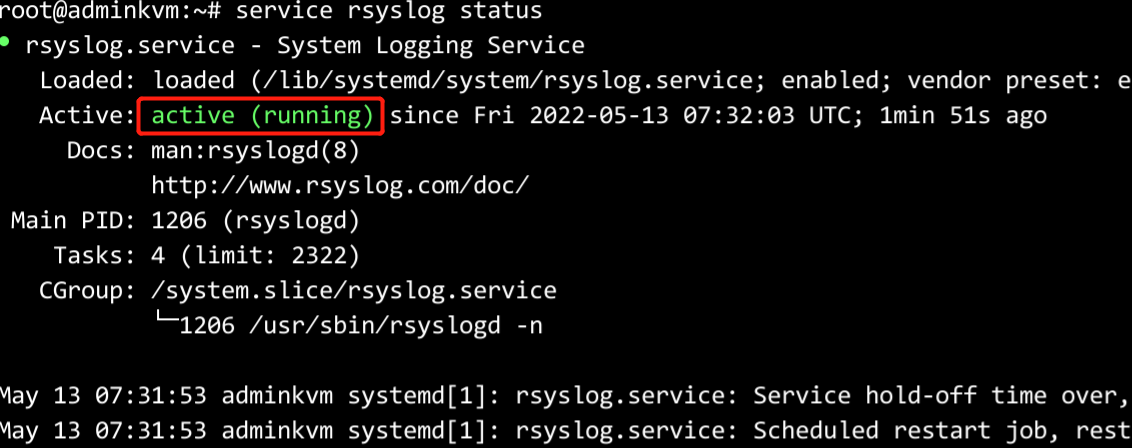 root@adminkvm:~# service rsyslog status
● rsyslog.service - System Logging Service
   Loaded: loaded (/lib/systemd/system/rsyslog.service; enabled; vendor preset: e
   Active: active (running) since Fri 2022-05-13 07:32:03 UTC; 1min 51s ago
     Docs: man:rsyslogd(8)
           http://www.rsyslog.com/doc/
 Main PID: 1206 (rsyslogd)
    Tasks: 4 (limit: 2322)
   CGroup: /system.slice/rsyslog.service
           └─1206 /usr/sbin/rsyslogd -n
May 13 07:31:53 adminkvm systemd[1]: rsyslog.service: Service hold-off time over,
May 13 07:31:53 adminkvm systemd[1]: rsyslog.service: Scheduled restart job, rest